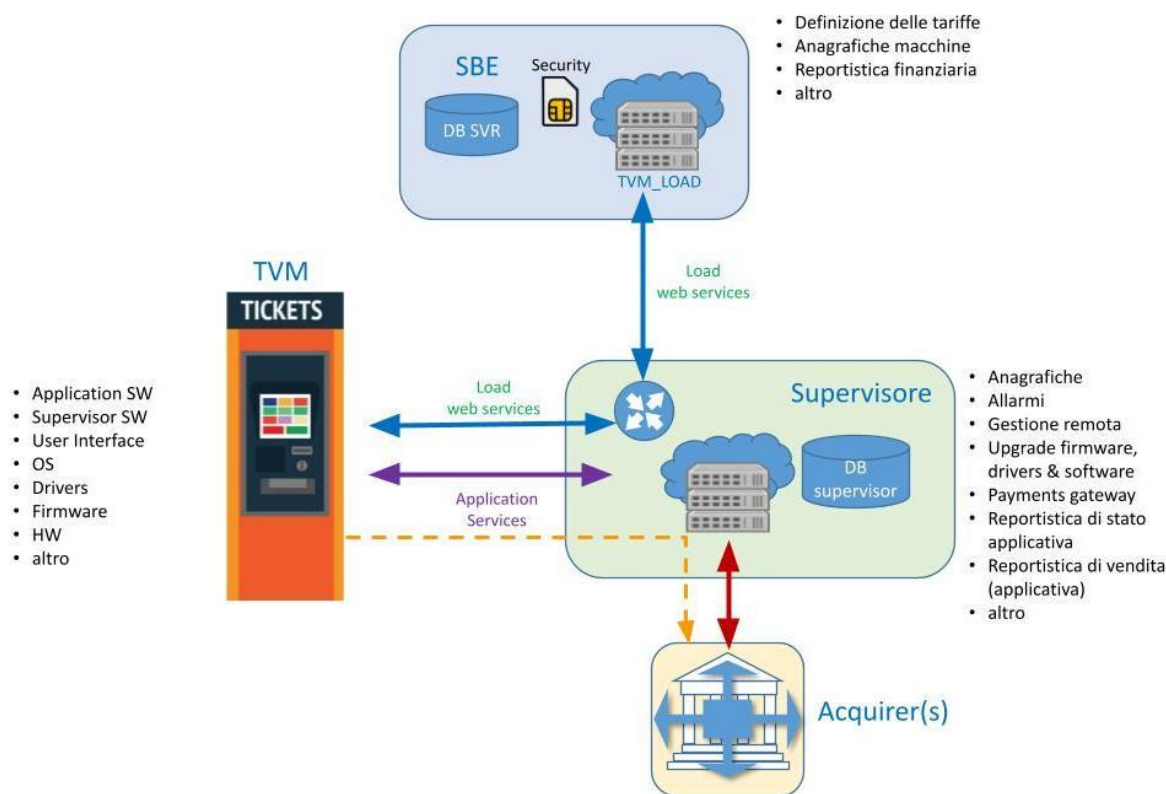 • Definizione delle tariffe
• Anagrafiche macchine
• Reportistica finanziaria
• altro
SBE
Security
DB SVR
TVM_LOAD
Load
web services
TVM
TICKETS
• Application SW
• Supervisor SW
• User Interface
• OS
• Drivers
• Firmware
• HW
• altro
Load
web services
Application
Services
Supervisore
DB
supervisor
• Anagrafiche
• Allarmi
• Gestione remota
• Upgrade firmware,
drivers & software
• Payments gateway
• Reportistica di stato
applicativa
• Reportistica di vendita
(applicativa)
• altro
Acquirer(s)